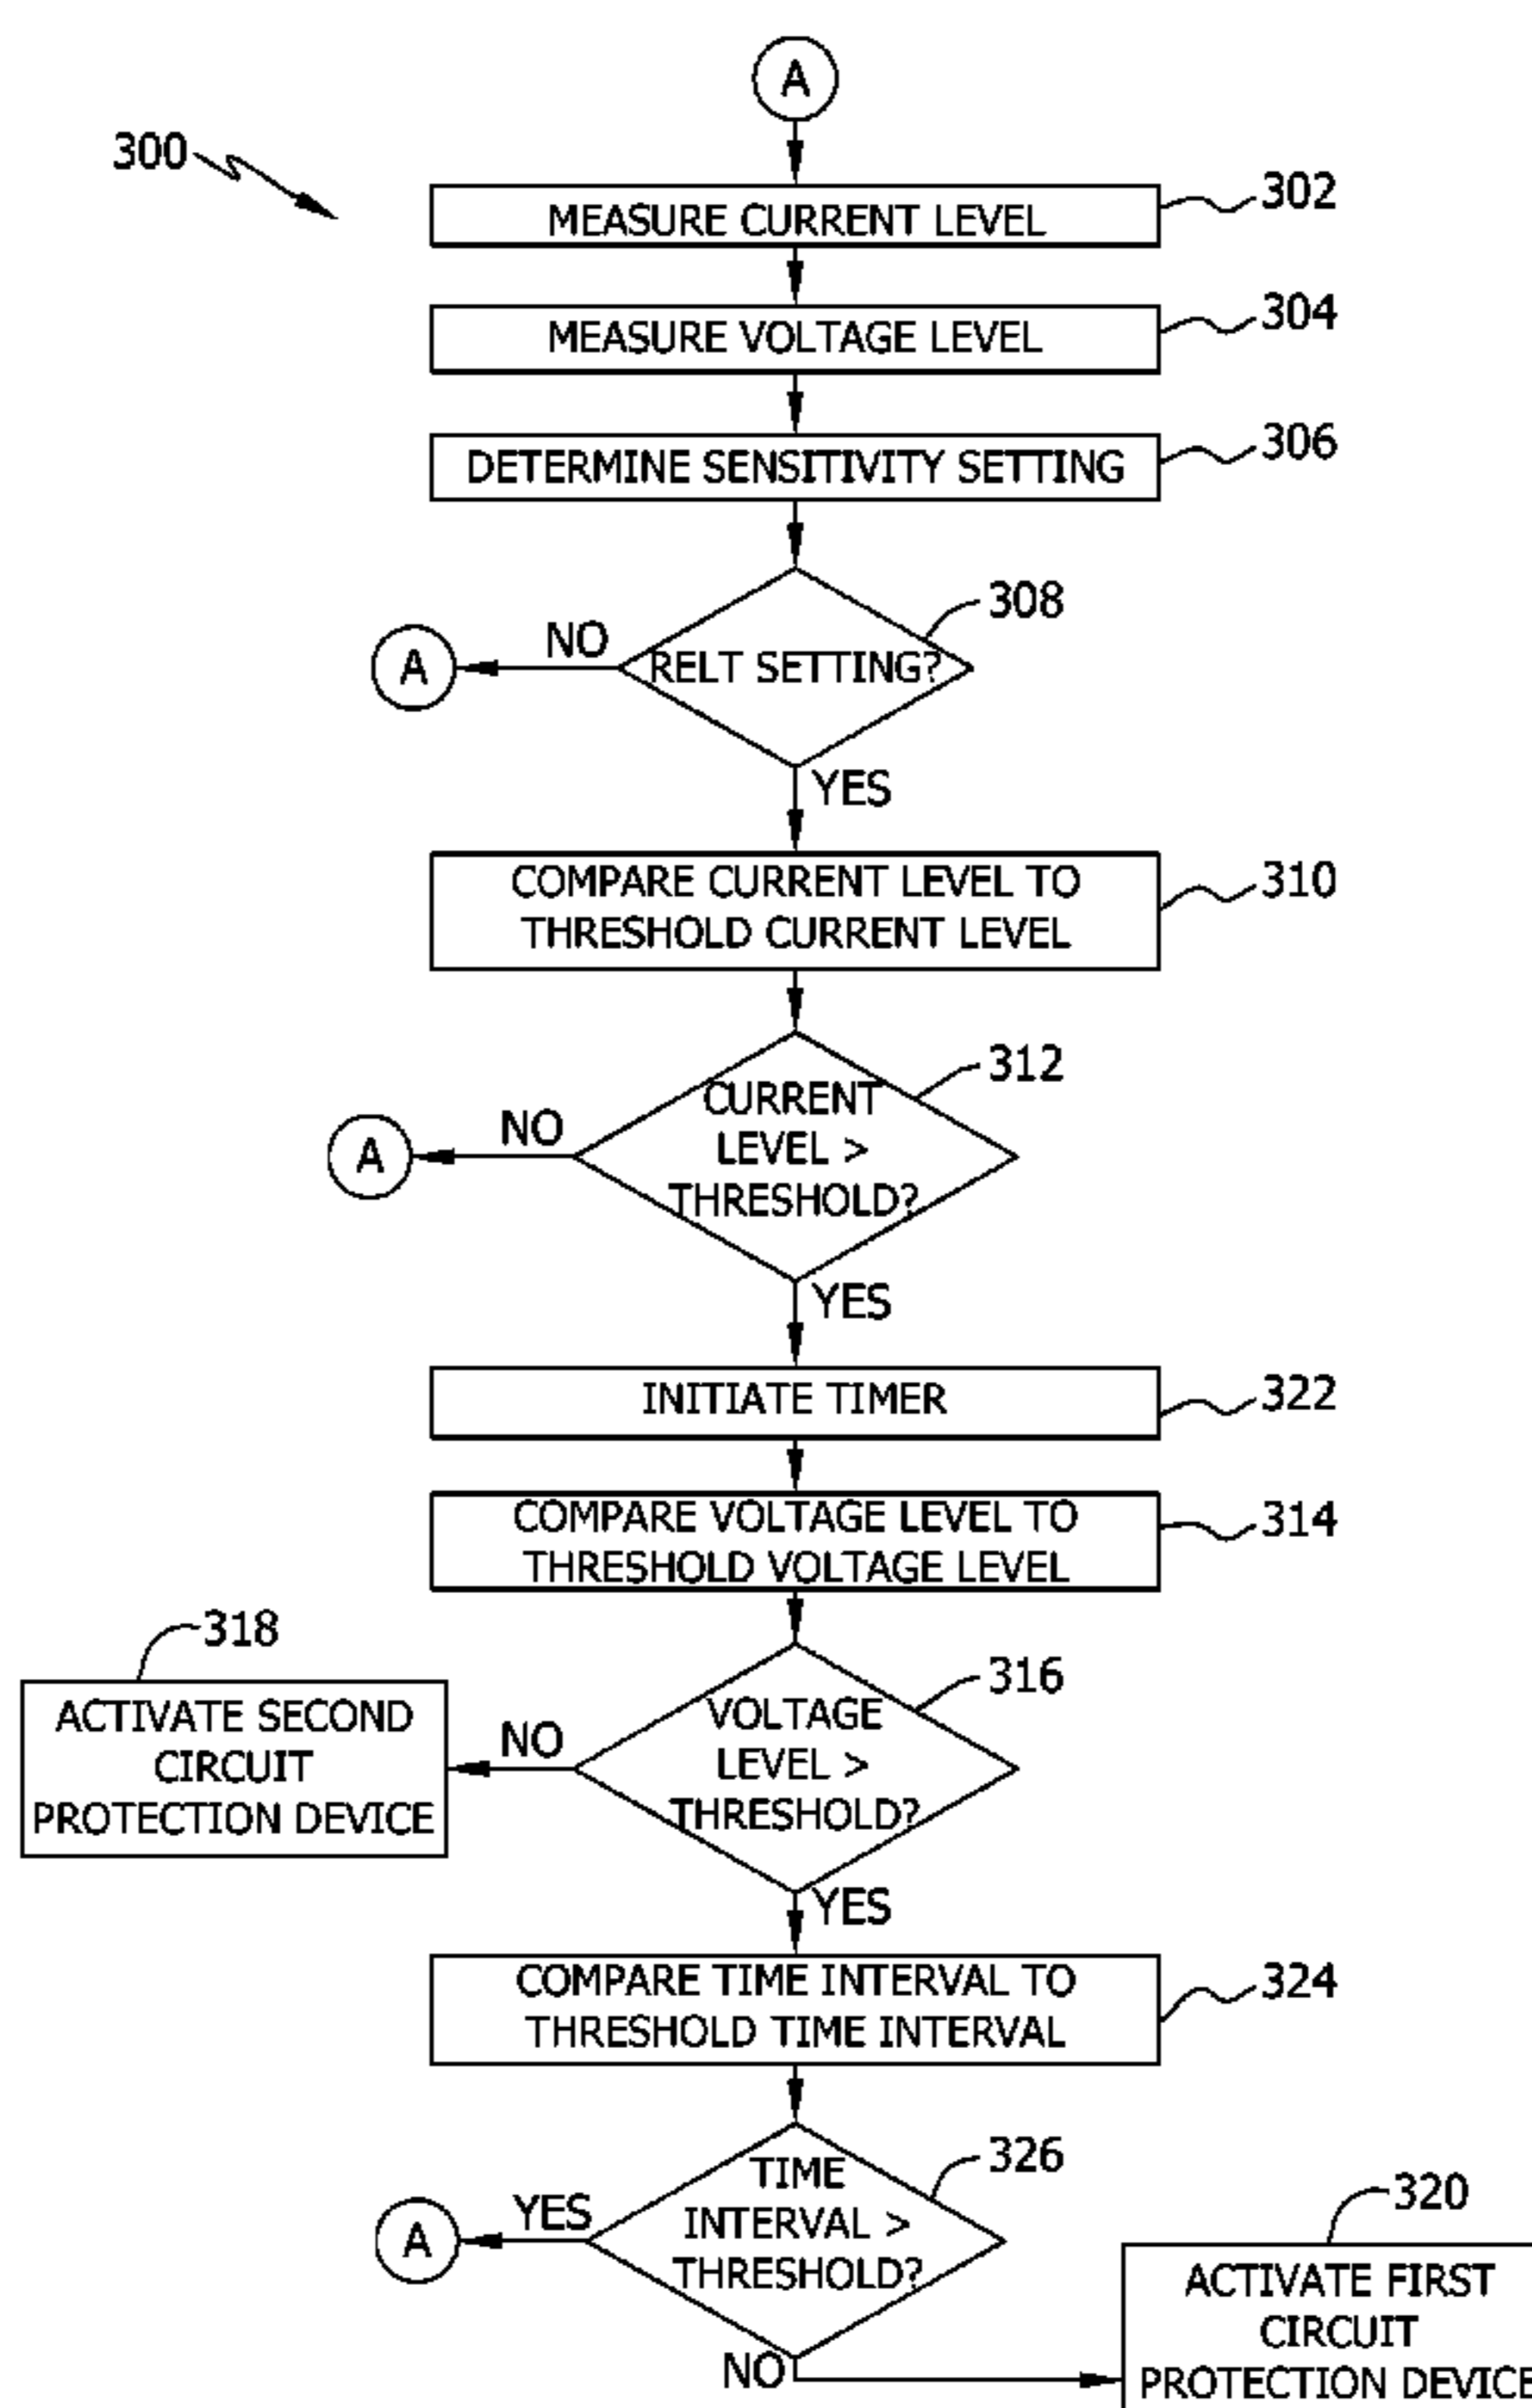 A
300
MEASURE CURRENT LEVEL
302
MEASURE VOLTAGE LEVEL
304
DETERMINE SENSITIVITY SETTING
306
308
A
NO
RELT SETTING?
YES
COMPARE CURRENT LEVEL TO
THRESHOLD CURRENT LEVEL
310
312
A
NO
CURRENT
LEVEL >
THRESHOLD?
YES
INITIATE TIMER
322
COMPARE VOLTAGE LEVEL TO
THRESHOLD VOLTAGE LEVEL
314
318
ACTIVATE SECOND
CIRCUIT
PROTECTION DEVICE
NO
316
VOLTAGE
LEVEL >
THRESHOLD?
YES
COMPARE TIME INTERVAL TO
THRESHOLD TIME INTERVAL
324
326
A
YES
TIME
INTERVAL >
THRESHOLD?
NO
320
ACTIVATE FIRST
CIRCUIT
PROTECTION DEVICE